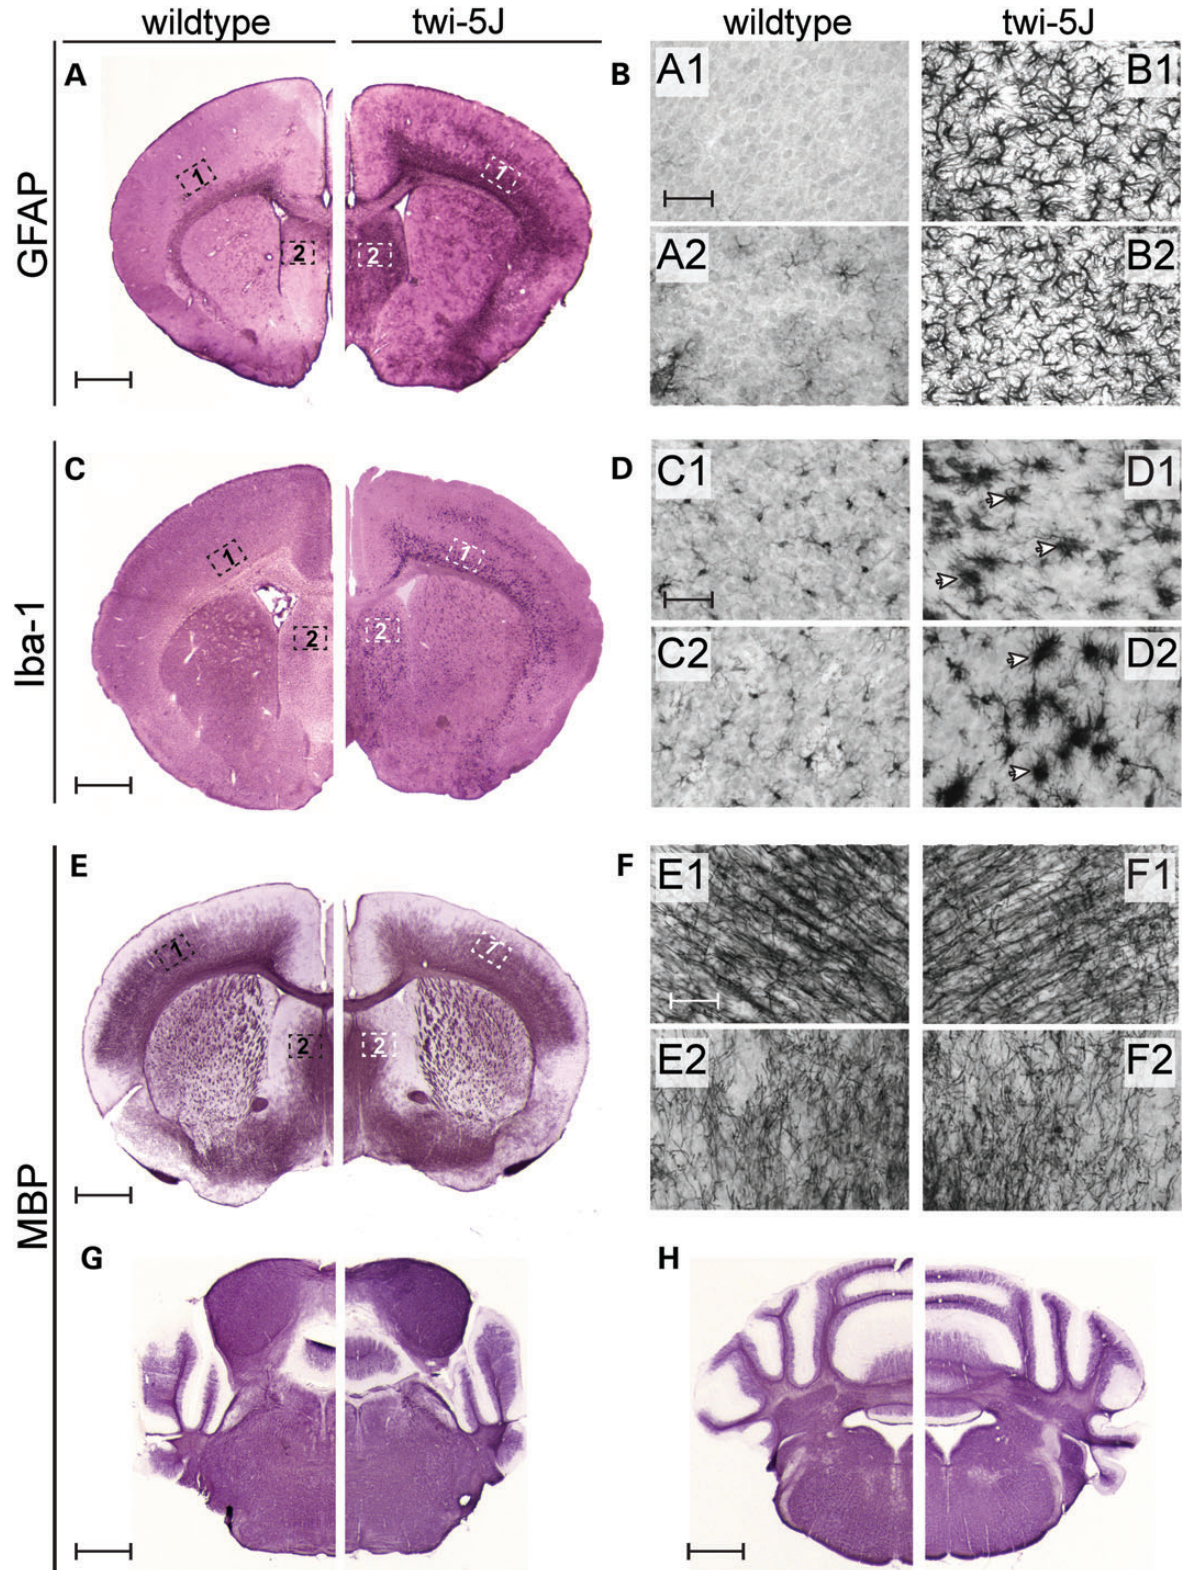 wildtype twi-5J wildtype twi-5J
GFAP
A
1 1
2 2
B
A1 B1
A2 B2
Iba-1
C
1 1
2 2
D
C1 D1
C2 D2
MBP
E
1 1
2 2
F
E1 F1
E2 F2
G
H